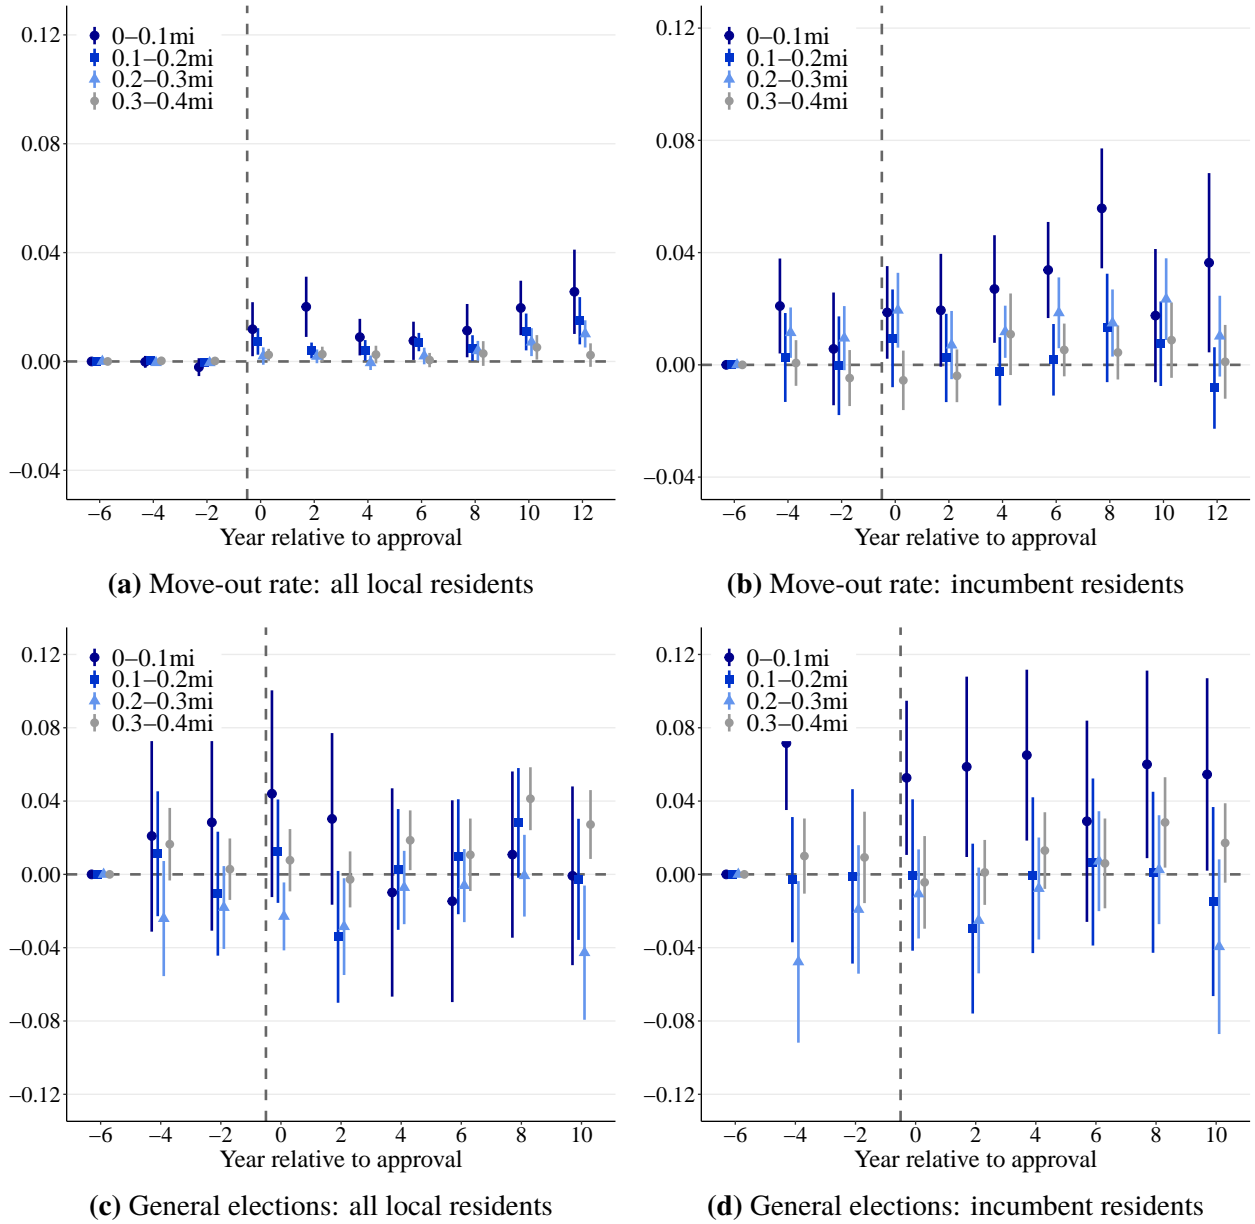 0.12
0.08
0.04
0.00
−0.04
0−0.1mi
0.1−0.2mi
0.2−0.3mi
0.3−0.4mi
−6 −4 −2 0 2 4 6 8 10 12
Year relative to approval
(a) Move-out rate: all local residents
0.12
0.08
0.04
0.00
−0.04
0−0.1mi
0.1−0.2mi
0.2−0.3mi
0.3−0.4mi
−6 −4 −2 0 2 4 6 8 10 12
Year relative to approval
(b) Move-out rate: incumbent residents
0.12
0.08
0.04
0.00
−0.04
−0.08
−0.12
0−0.1mi
0.1−0.2mi
0.2−0.3mi
0.3−0.4mi
−6 −4 −2 0 2 4 6 8 10
Year relative to approval
(c) General elections: all local residents
0.12
0.08
0.04
0.00
−0.04
−0.08
−0.12
0−0.1mi
0.1−0.2mi
0.2−0.3mi
0.3−0.4mi
−6 −4 −2 0 2 4 6 8 10
Year relative to approval
(d) General elections: incumbent residents